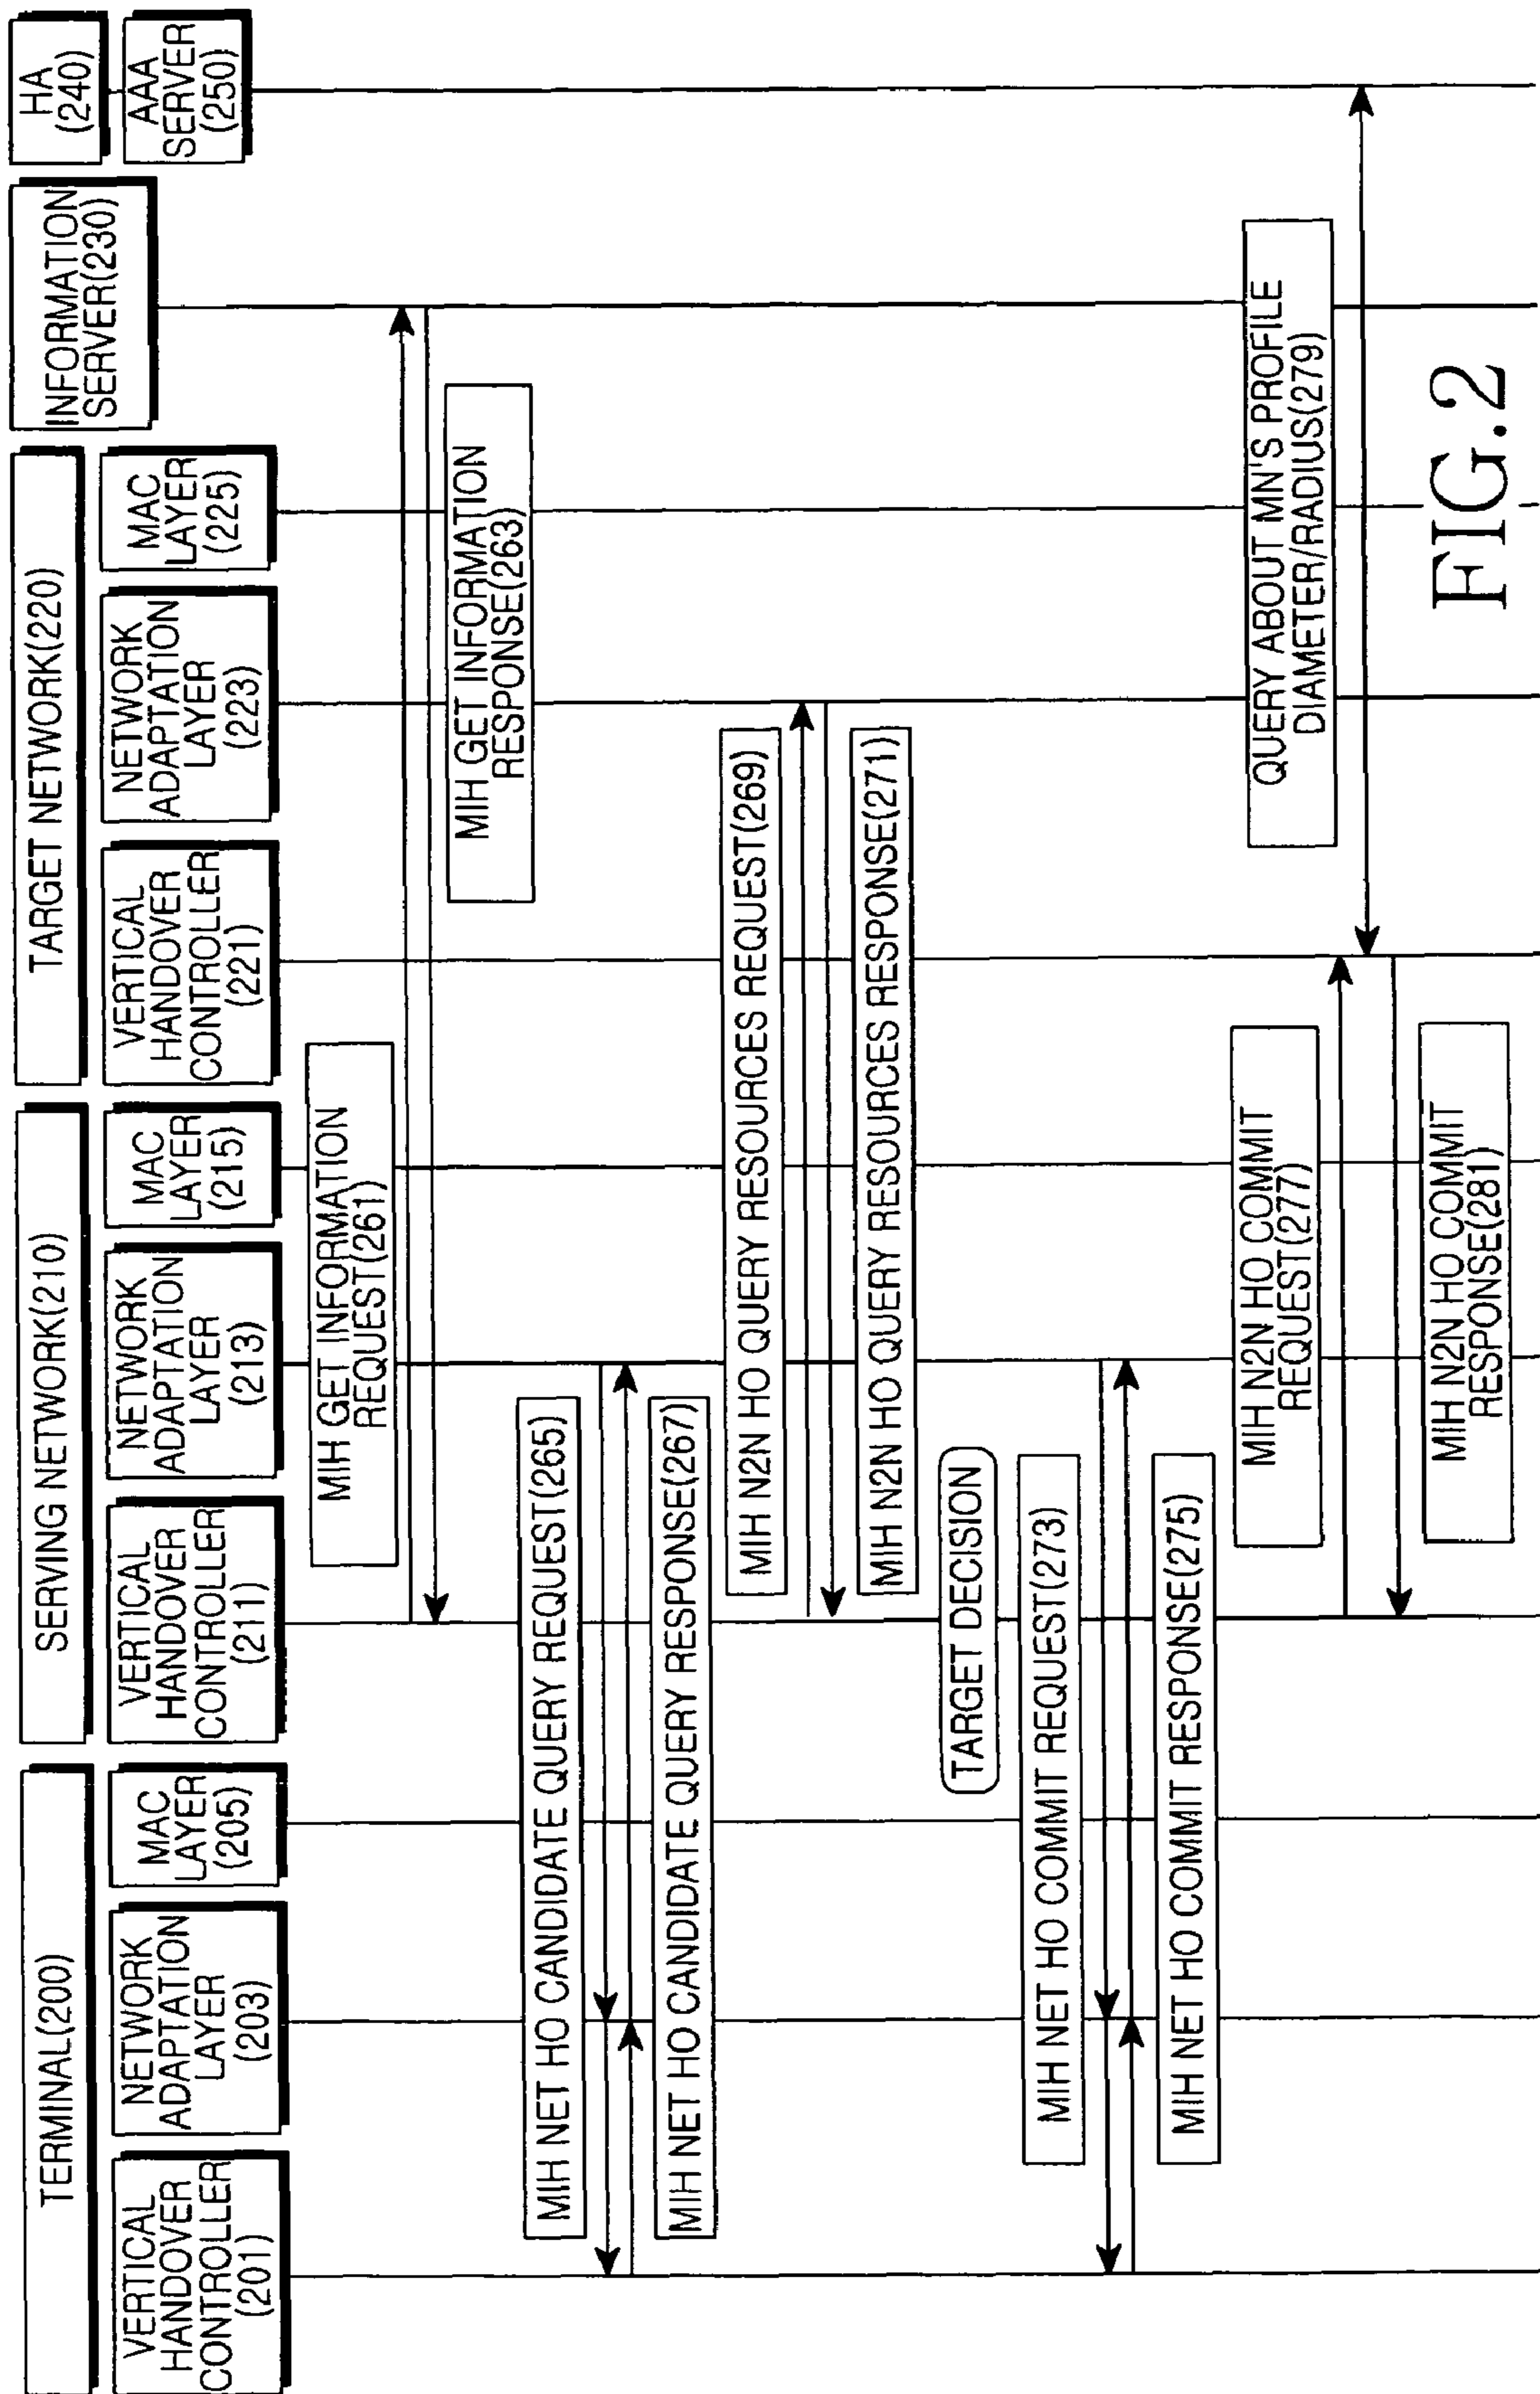 TERMINAL(200)
SERVING NETWORK(210)
TARGET NETWORK(220)
INFORMATION
SERVER(230)
HA
(240)
VERTICAL
HANDOVER
CONTROLLER
(201)
NETWORK
ADAPTATION
LAYER
(203)
MAC
LAYER
(205)
VERTICAL
HANDOVER
CONTROLLER
(211)
NETWORK
ADAPTATION
LAYER
(213)
MAC
LAYER
(215)
VERTICAL
HANDOVER
CONTROLLER
(221)
NETWORK
ADAPTATION
LAYER
(223)
MAC
LAYER
(225)
AAA
SERVER
(250)
MIH GET INFORMATION
REQUEST(261)
MIH GET INFORMATION
RESPONSE(263)
MIH NET HO CANDIDATE QUERY REQUEST(265)
MIH NET HO CANDIDATE QUERY RESPONSE(267)
MIH N2N HO QUERY RESOURCES REQUEST(269)
MIH N2N HO QUERY RESOURCES RESPONSE(271)
TARGET DECISION
MIH NET HO COMMIT REQUEST(273)
MIH NET HO COMMIT RESPONSE(275)
MIH N2N HO COMMIT
REQUEST(277)
QUERY ABOUT MN'S PROFILE
DIAMETER/RADIUS(279)
MIH N2N HO COMMIT
RESPONSE(281)
FIG.2